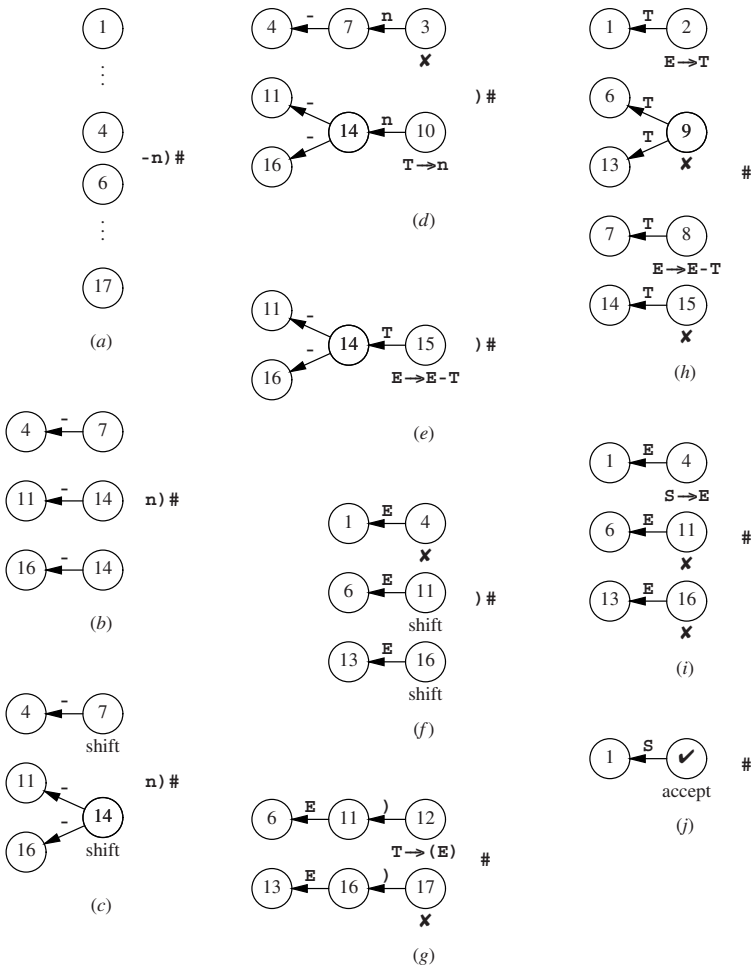 1
⋮
4
-n)#
6
⋮
17
(a)
4 - 7
11 - 14 n)#
16 - 14
(b)
4 - 7
shift
11 - n)#
14
16 - shift
(c)
4 - 7 n 3
✘
11 - )#
14 n 10
16 - T→n
(d)
11 -
14 T 15 )#
16 - E→E-T
(e)
1 E 4
✘
6 E 11 )#
shift
13 E 16
shift
(f)
6 E 11 ) 12
T→(E)
#
13 E 16 ) 17
✘
(g)
1 T 2
E→T
6 T
9
13 T ✘
#
7 T 8
E→E-T
14 T 15
✘
(h)
1 E 4
S→E
6 E 11 #
✘
13 E 16
✘
(i)
1 S ✔ #
accept
(j)